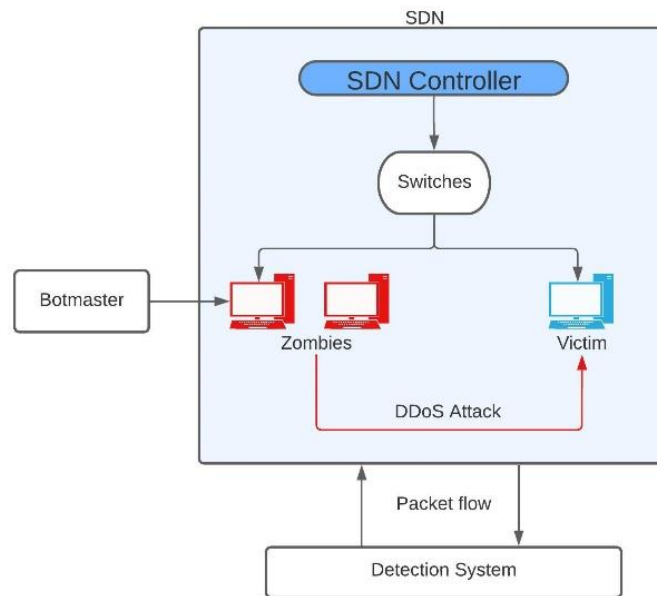 SDN
SDN Controller
Switches
Botmaster
Zombies
Victim
DDoS Attack
Packet flow
Detection System